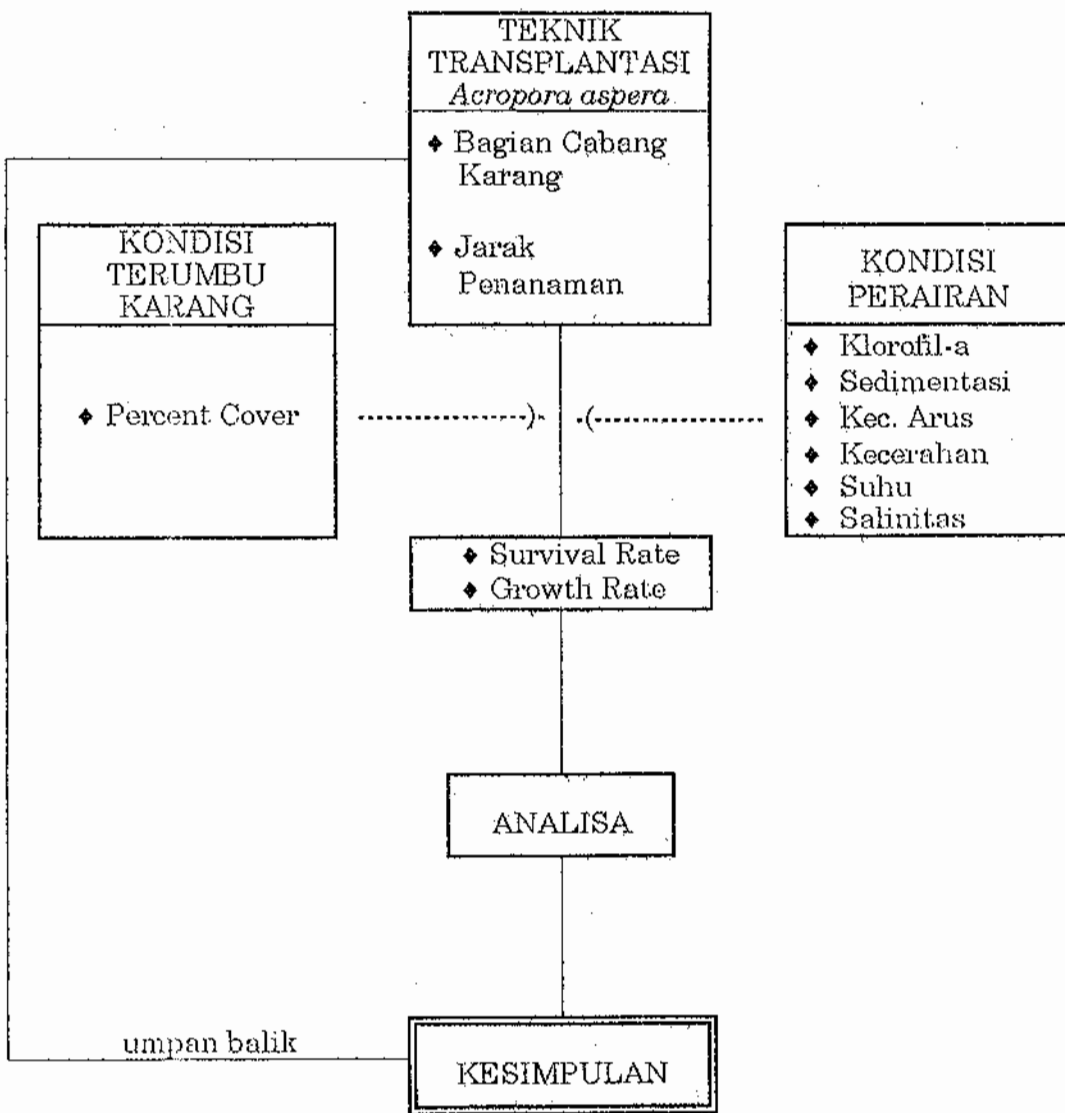 TEKNIK
TRANSPLANTASI
Acropora aspera
♦ Bagian Cabang
Karang
♦ Jarak
Penanaman
KONDISI
TERUMBU
KARANG
♦ Percent Cover
KONDISI
PERAIRAN
♦ Klorofil-a
♦ Sedimentasi
♦ Kec. Arus
♦ Kecerahan
♦ Suhu
♦ Salinitas
♦ Survival Rate
♦ Growth Rate
ANALISA
umpan balik
KESIMPULAN